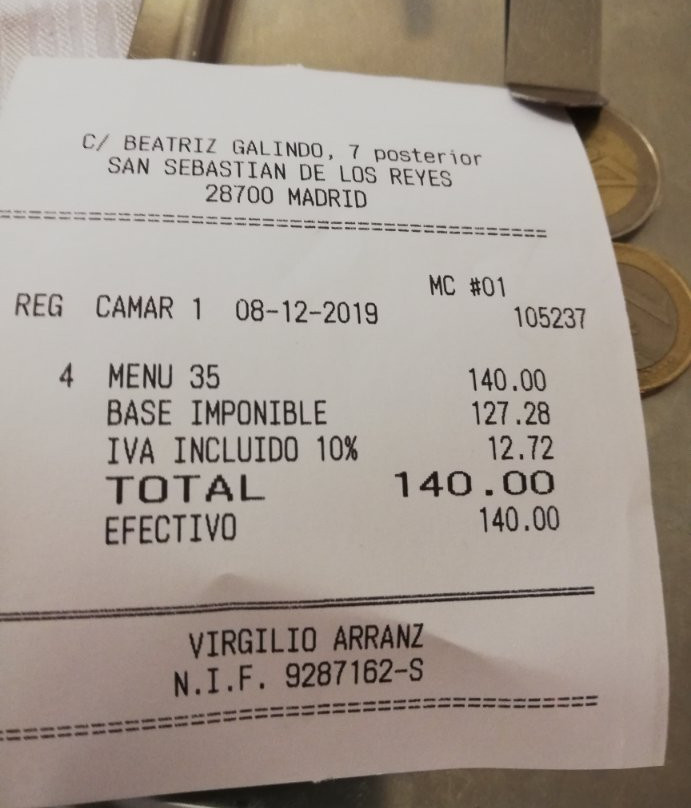 C/ BEATRIZ GALINDO, 7 posterior
SAN SEBASTIAN DE LOS REYES
28700 MADRID
MC #01
REG CAMAR 1 08-12-2019 105237
4 MENU 35 140.00
BASE IMPONIBLE 127.28
IVA INCLUIDO 10% 12.72
TOTAL 140.00
EFECTIVO 140.00
VIRGILIO ARRANZ
N.I.F. 9287162-S